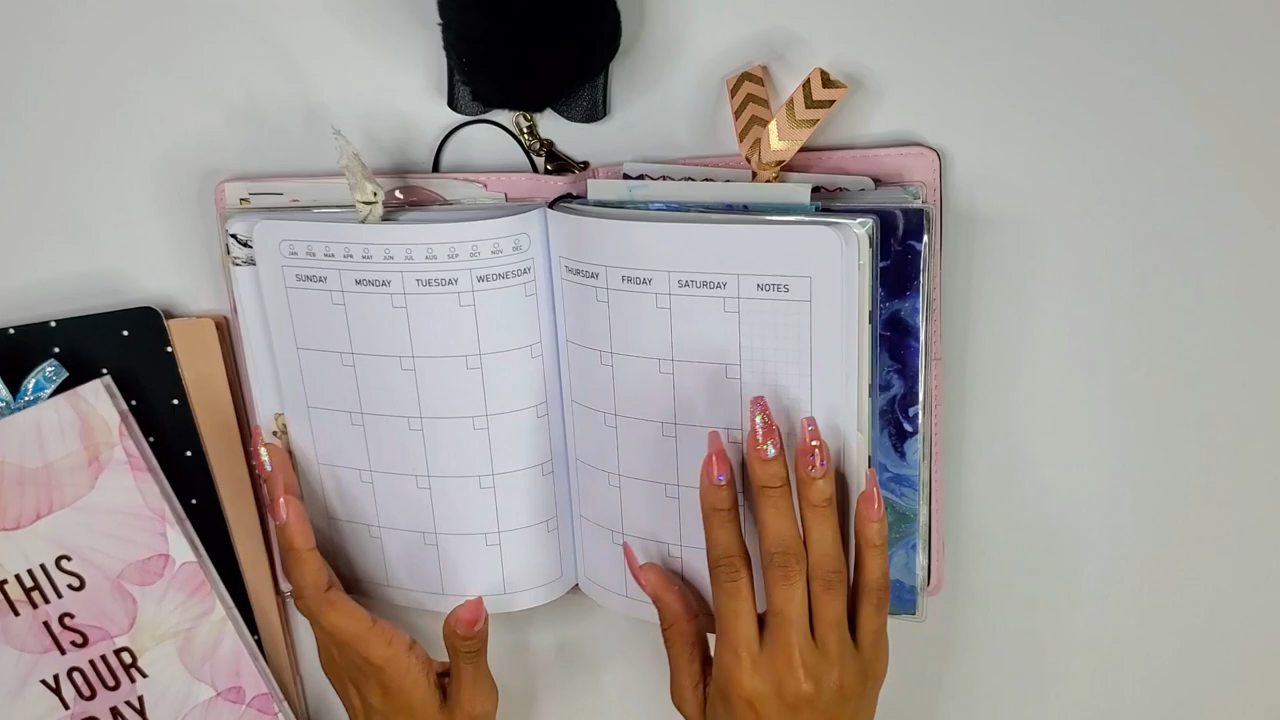 JAN FEB MAR APR MAY JUN JUL AUG SEP OCT NOV DEC
SUNDAY MONDAY TUESDAY WEDNESDAY THURSDAY FRIDAY SATURDAY NOTES
THIS
IS
YOUR
DAY